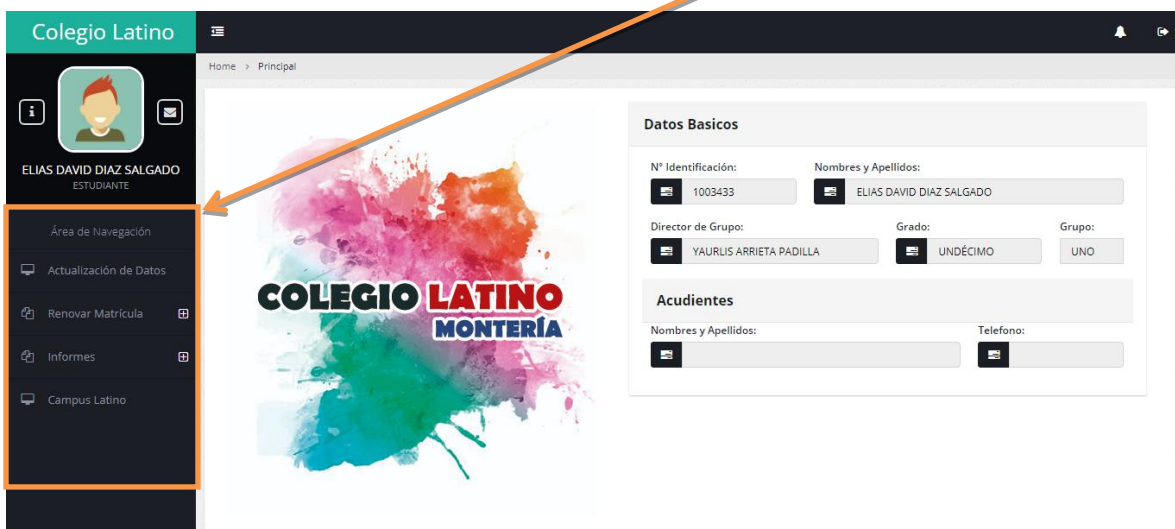 Colegio Latino
Home > Principal
ELIAS DAVID DIAZ SALGADO
ESTUDIANTE
Área de Navegación
Actualización de Datos
Renovar Matrícula
Informes
Campus Latino
COLEGIO LATINO
MONTERÍA
Datos Basicos
N° Identificación: Nombres y Apellidos:
1003433 ELIAS DAVID DIAZ SALGADO
Director de Grupo: Grado: Grupo:
YAURLIS ARRIETA PADILLA UNDÉCIMO UNO
Acudientes
Nombres y Apellidos: Telefono: